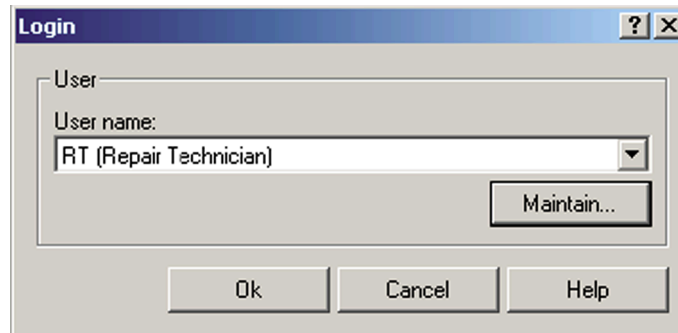 Login
User
User name:
RT (Repair Technician)
Maintain...
Ok Cancel Help